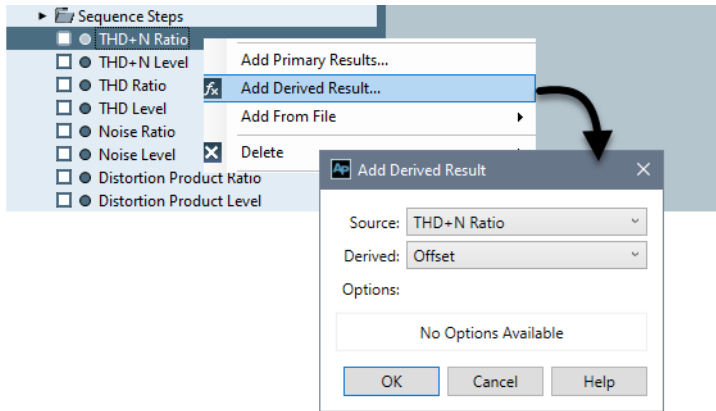 Sequence Steps
THD+N Ratio
THD+N Level
THD Ratio
THD Level
Noise Ratio
Noise Level
Distortion Product Ratio
Distortion Product Level
Add Primary Results...
fx Add Derived Result...
Add From File
Delete
Ap Add Derived Result
Source: THD+N Ratio
Derived: Offset
Options:
No Options Available
OK Cancel Help